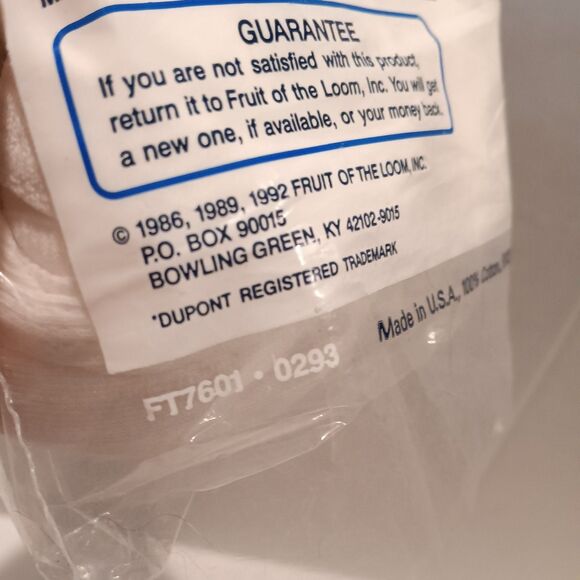 GUARANTEE
If you are not satisfied with this product,
return it to Fruit of the Loom, Inc. You will get
a new one, if available, or your money back.
© 1986, 1989, 1992 FRUIT OF THE LOOM, INC.
P.O. BOX 90015
BOWLING GREEN, KY 42102-9015
*DUPONT REGISTERED TRADEMARK
Made in U.S.A., 100% Cotton,
FT7601 • 0293